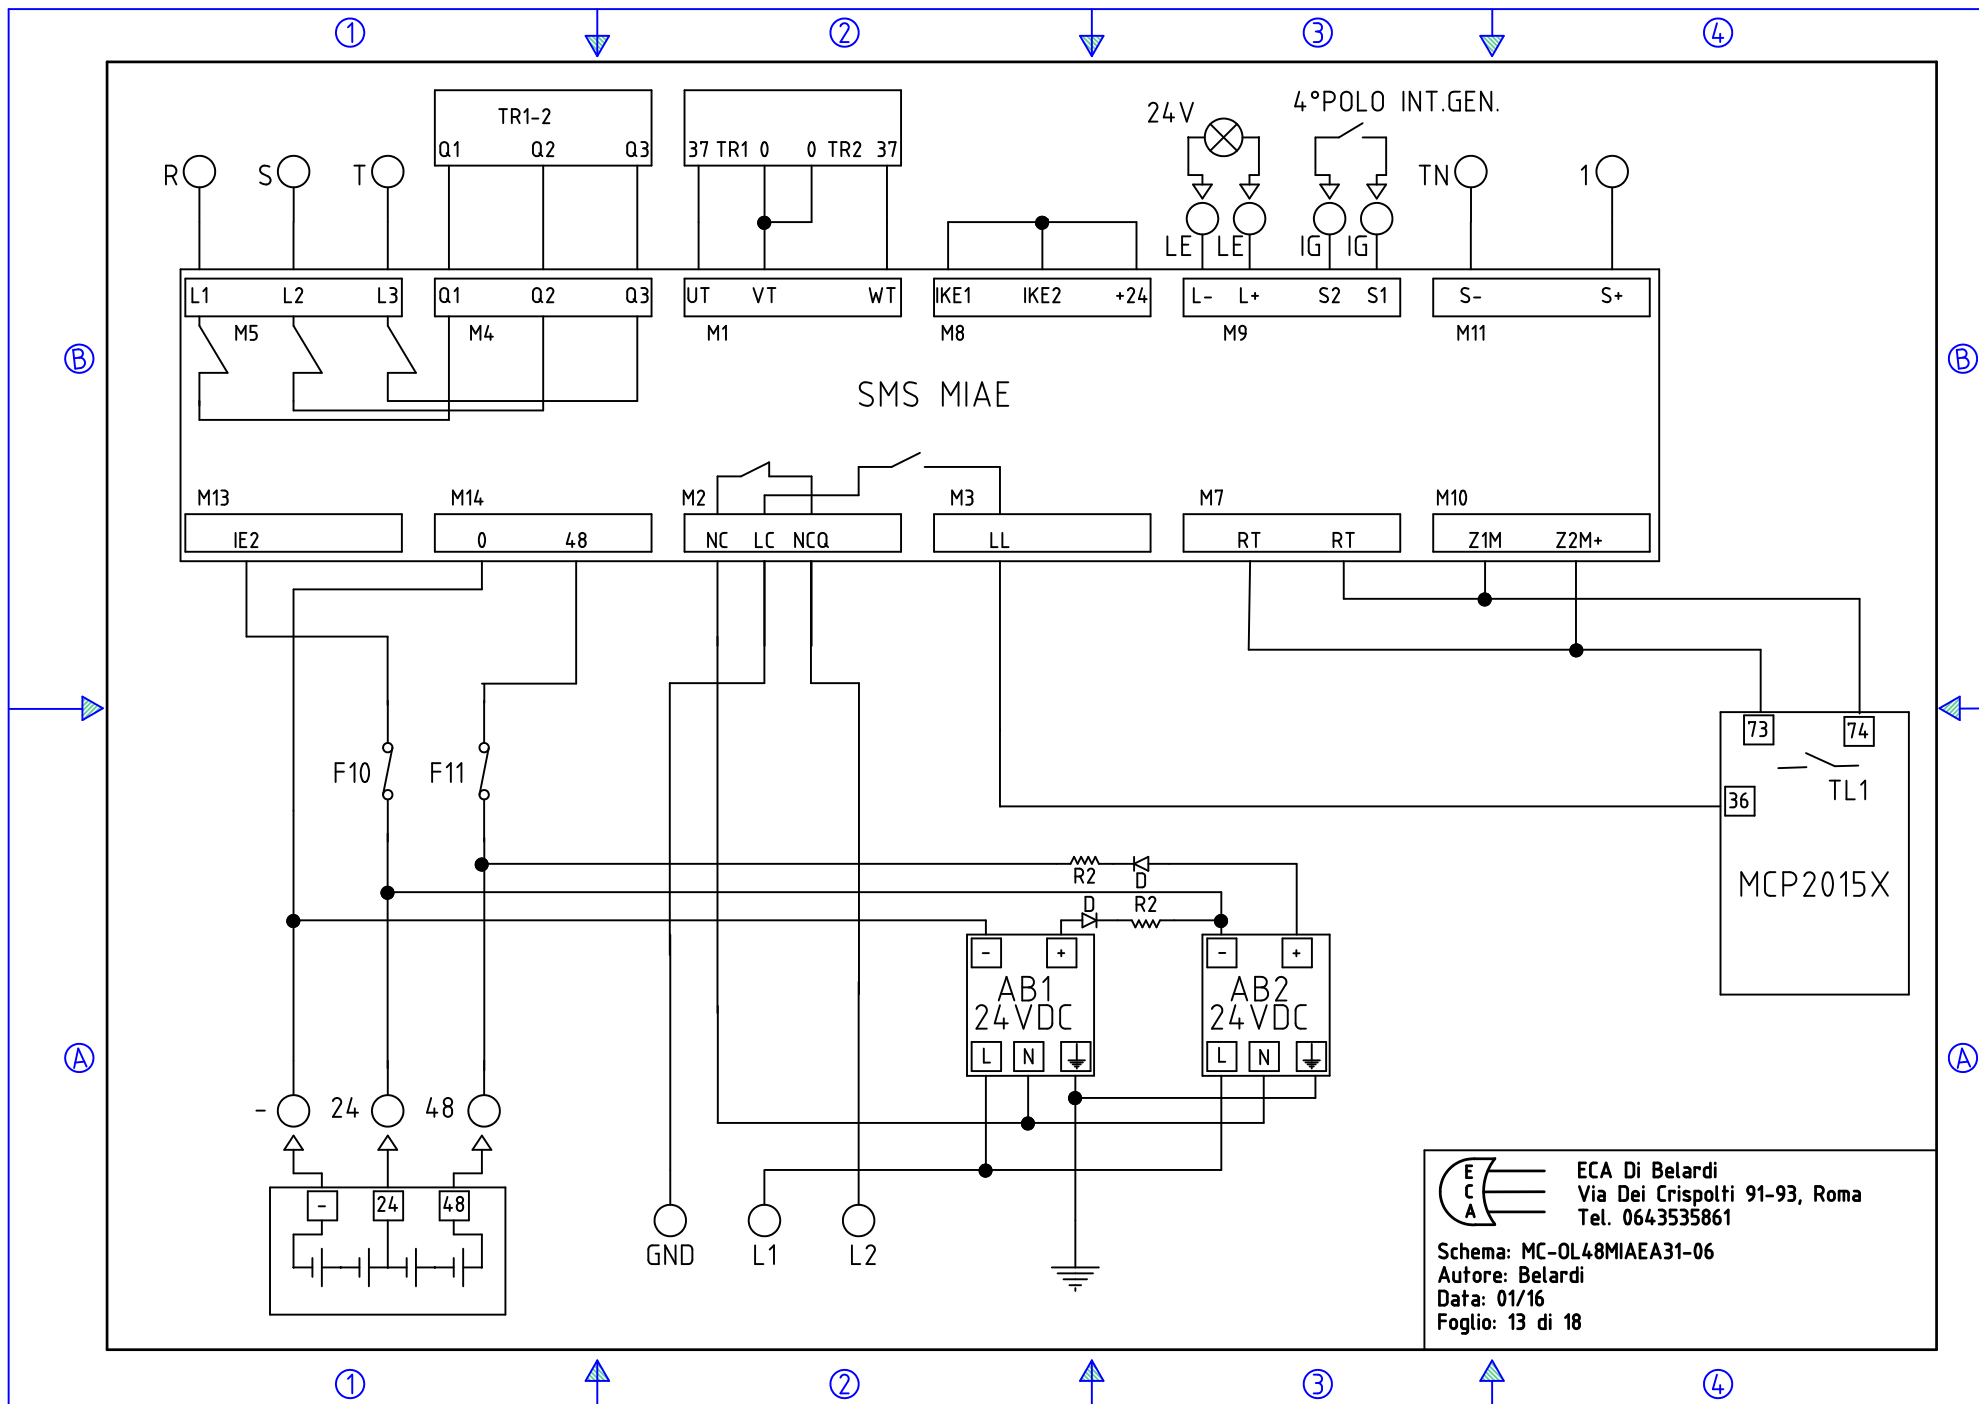 1 2 3 4
TR1-2
Q1 Q2 Q3
37 TR1 0 0 TR2 37
24V
4°POLO INT.GEN.
R S T
TN 1
LE LE IG IG
L1 L2 L3
Q1 Q2 Q3
UT VT WT
IKE1 IKE2 +24
L- L+ S2 S1
S- S+
M5 M4 M1 M8 M9 M11
B B
SMS MIAE
M13 M14 M2 M3 M7 M10
IE2
0 48
NC LC NCQ
LL
RT RT
Z1M Z2M+
73 74
F10 F11
TL1
36
R2 D
MCP2015X
D R2
- + - +
AB1
24VDC
AB2
24VDC
L N L N
A A
- 24 48
- 24 48
GND L1 L2
E
C
A
ECA Di Belardi
Via Dei Crispolti 91-93, Roma
Tel. 0643535861
Schema: MC-OL48MIAEA31-06
Autore: Belardi
Data: 01/16
Foglio: 13 di 18
1 2 3 4